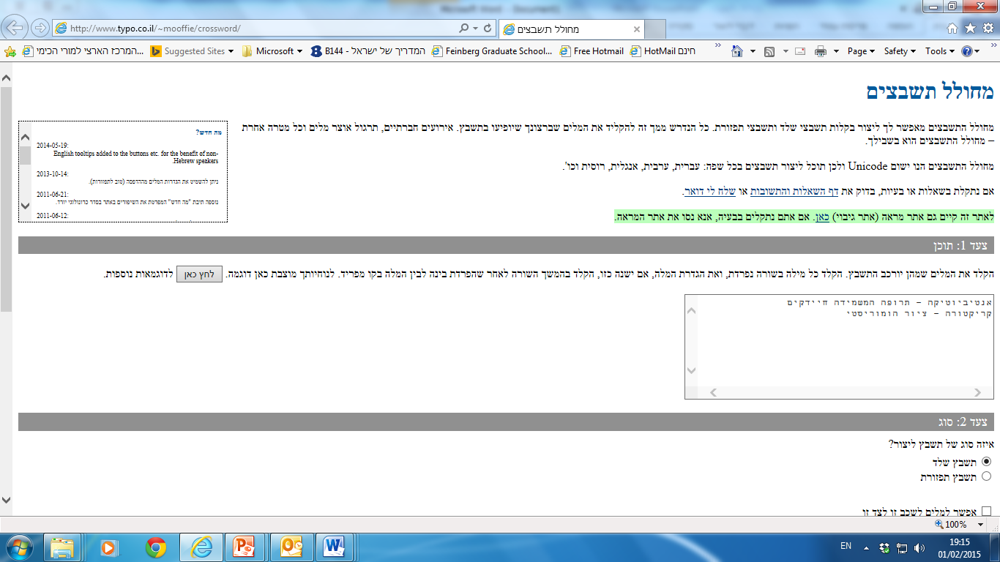 Microsoft Word - Document1
http://www.typo.co.il/~mooffie/crossword/
מחולל תשבצים
המרכז הארצי למורי הכימי...
Suggested Sites
Microsoft
B144 - המדריך של ישראל
Feinberg Graduate School...
Free Hotmail
HotMail חינם
Page
Safety
Tools
מחולל תשבצים
מחולל התשבצים מאפשר לך ליצור בקלות תשבצי שלד ותשבצי תפזורת. כל הנדרש ממך זה להקליד את המלים שברצונך שיופיעו בתשבץ. אירועים חברתיים, תרגול אוצר מלים וכל מטרה אחרת
– מחולל התשבצים הוא בשבילך.
מחולל התשבצים הנו ישום Unicode ולכן תוכל ליצור תשבצים בכל שפה: עברית, ערבית, אנגלית, רוסית וכו'.
אם נתקלת בשאלות או בעיות, בדוק את דף השאלות והתשובות או שלח לי דואר.
לאתר זה קיים גם אתר מראה (אתר גיבוי) כאן. אם אתם נתקלים בבעיה, אנא נסו את אתר המראה.
מה חדש?
2014-05-19:
English tooltips added to the buttons etc. for the benefit of non-
Hebrew speakers.
2013-10-14:
ניתן להשמיט את הגדרות המלים מההדפסה (טוב לתפזורות).
2011-06-21:
נוספה תיבת "מה חדש" המפרטת את השיפורים באתר בסדר כרונולוגי יורד.
2011-06-12:
צעד 1: תוכן
הקלד את המלים שמהן יורכב התשבץ. הקלד כל מילה בשורה נפרדת, ואת הגדרת המלה, אם ישנה כזו, הקלד בהמשך השורה לאחר שהפרדת בינה לבין המלה בקו מפריד. לנוחיותך מוצבת כאן דוגמה. לחץ כאן לדוגמאות נוספות.
אנטיביוטיקה - תרופה המשמידה חיידקים
קריקטורה - ציור הומוריסטי
צעד 2: סוג
איזה סוג של תשבץ ליצור?
תשבץ שלד
תשבץ תפזורת
אפשר למלים לשכב זו לצד זו
100%
EN
19:15
01/02/2015